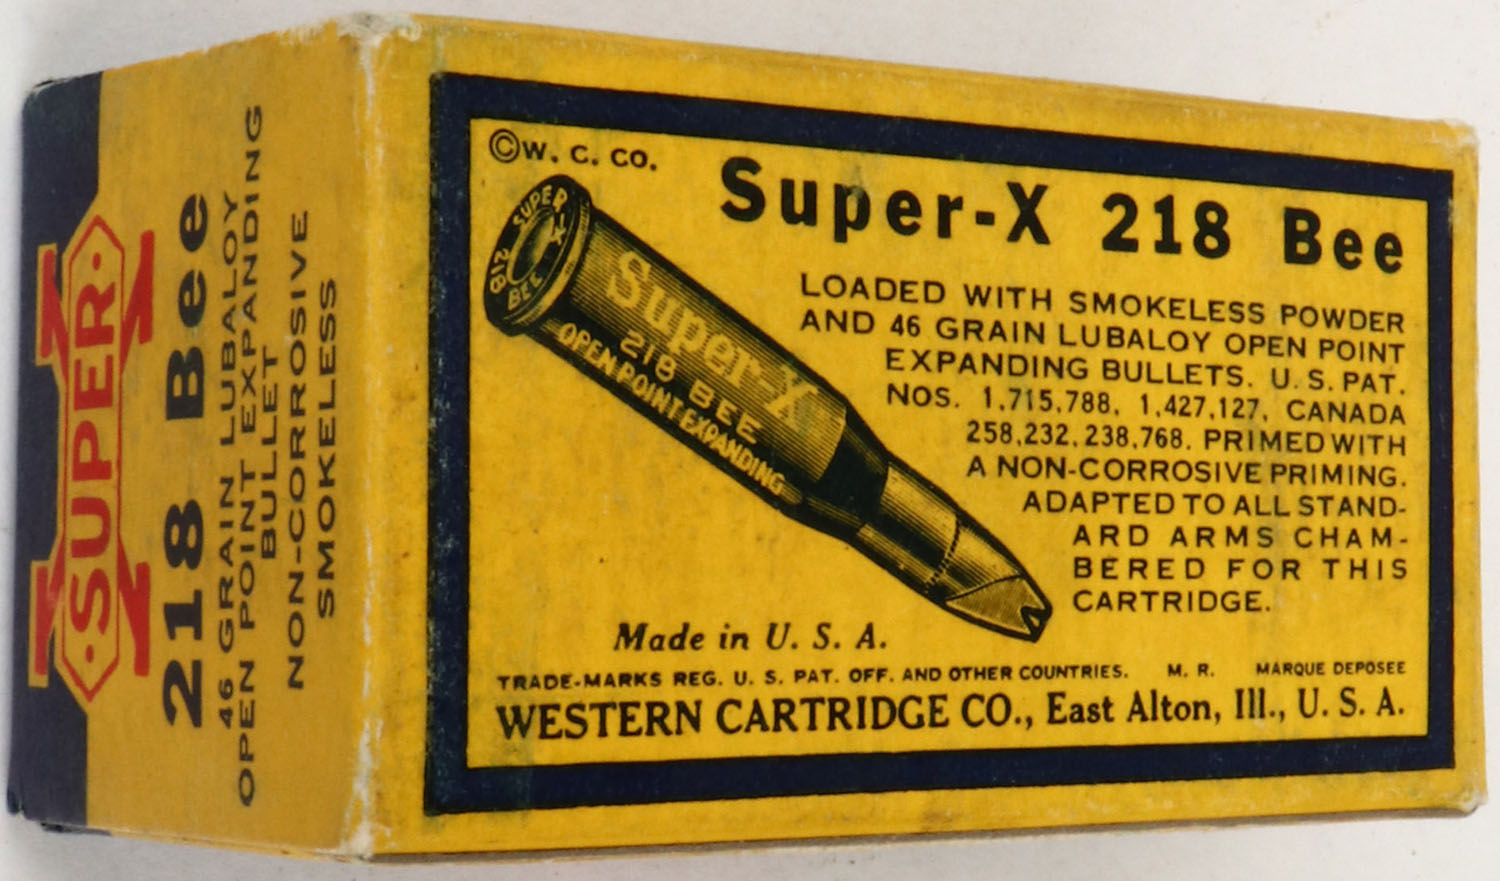 ©W. C. CO.
Super-X 218 Bee
SUPER-X
218
BEE
Super-X
218 BEE
OPEN POINT EXPANDING
LOADED WITH SMOKELESS POWDER
AND 46 GRAIN LUBALOY OPEN POINT
EXPANDING BULLETS. U. S. PAT.
NOS. 1,715,788, 1,427,127, CANADA
258,232, 238,768. PRIMED WITH
A NON-CORROSIVE PRIMING.
ADAPTED TO ALL STAND-
ARD ARMS CHAM-
BERED FOR THIS
CARTRIDGE.
Made in U. S. A.
TRADE-MARKS REG. U. S. PAT. OFF. AND OTHER COUNTRIES. M. R. MARQUE DEPOSEE
WESTERN CARTRIDGE CO., East Alton, Ill., U. S. A.
·SUPER·
X
218 Bee
46 GRAIN LUBALOY
OPEN POINT EXPANDING
BULLET
NON-CORROSIVE
SMOKELESS